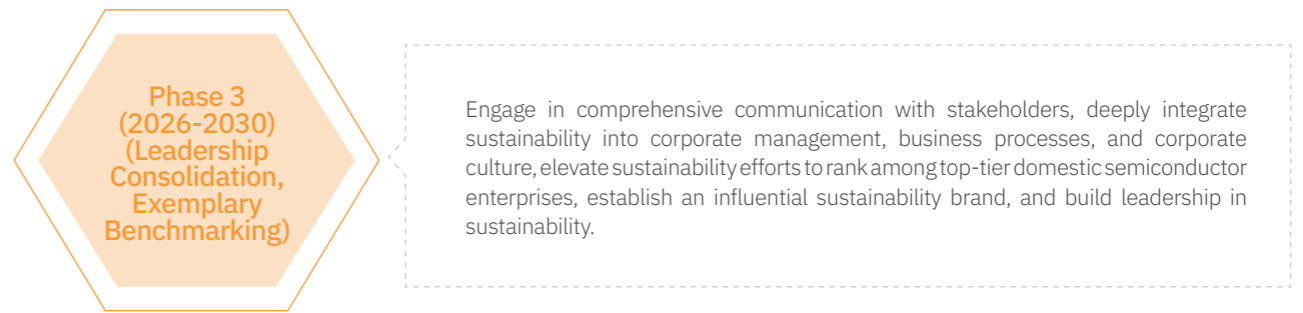 Phase 3
(2026-2030)
(Leadership
Consolidation,
Exemplary
Benchmarking)
Engage in comprehensive communication with stakeholders, deeply integrate
sustainability into corporate management, business processes, and corporate
culture, elevate sustainability efforts to rank among top-tier domestic semiconductor
enterprises, establish an influential sustainability brand, and build leadership in
sustainability.